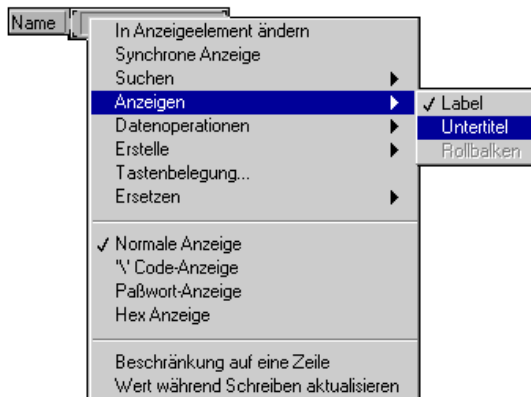 Name
In Anzeigeelement ändern
Synchrone Anzeige
Suchen
Anzeigen
Label
Datenoperationen
Untertitel
Erstelle
Rollbalken
Tastenbelegung...
Ersetzen
Normale Anzeige
'\' Code-Anzeige
Paßwort-Anzeige
Hex Anzeige
Beschränkung auf eine Zeile
Wert während Schreiben aktualisieren